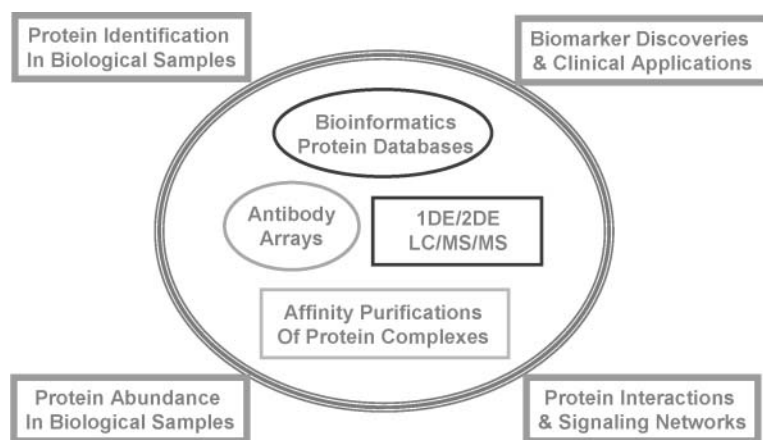 Protein Identification
In Biological Samples
Biomarker Discoveries
& Clinical Applications
Bioinformatics
Protein Databases
Antibody
Arrays
1DE/2DE
LC/MS/MS
Affinity Purifications
Of Protein Complexes
Protein Abundance
In Biological Samples
Protein Interactions
& Signaling Networks